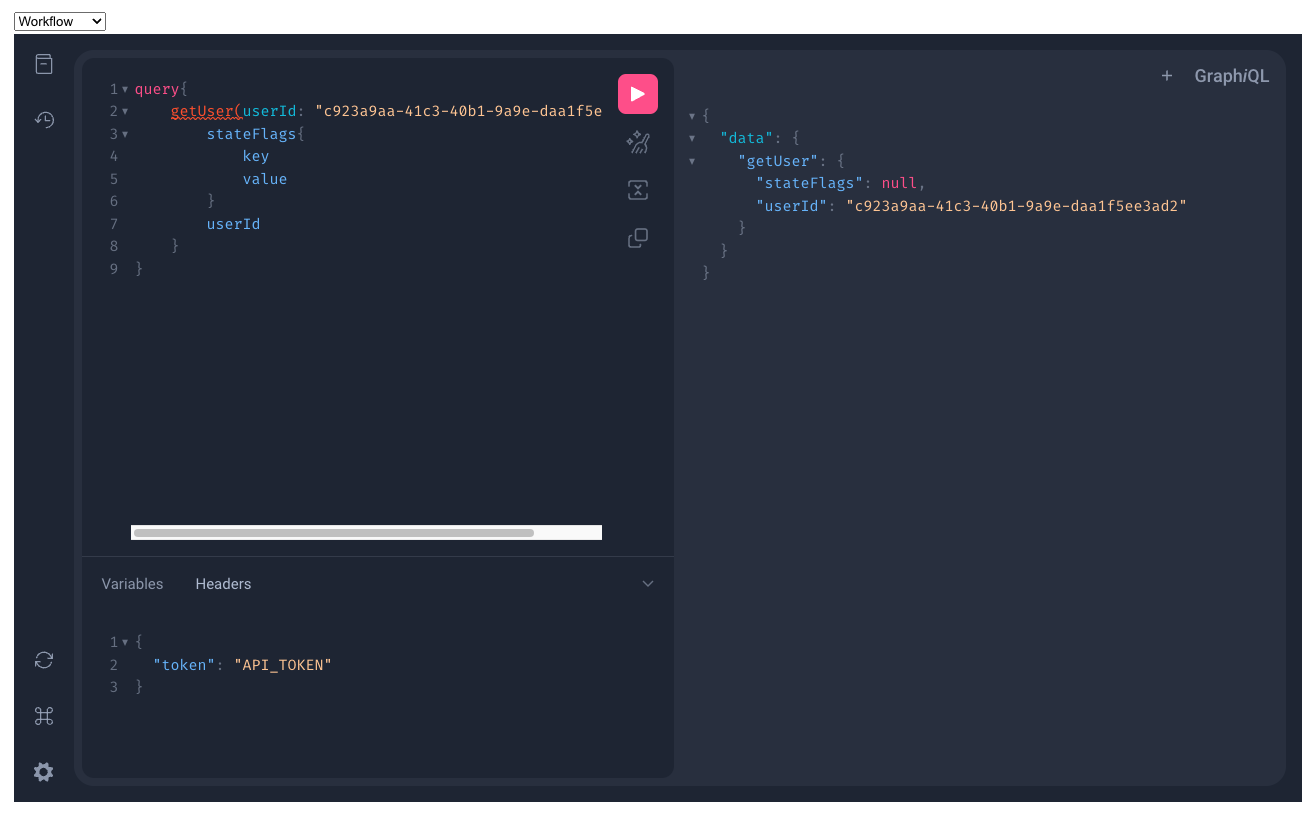 Workflow
1 query{
2 getUser(userId: "c923a9aa-41c3-40b1-9a9e-daa1f5e
3 stateFlags{
4 key
5 value
6 }
7 userId
8 }
9 }
+ GraphiQL
{
"data": {
"getUser": {
"stateFlags": null,
"userId": "c923a9aa-41c3-40b1-9a9e-daa1f5ee3ad2"
}
}
}
Variables Headers
1 {
2 "token": "API_TOKEN"
3 }